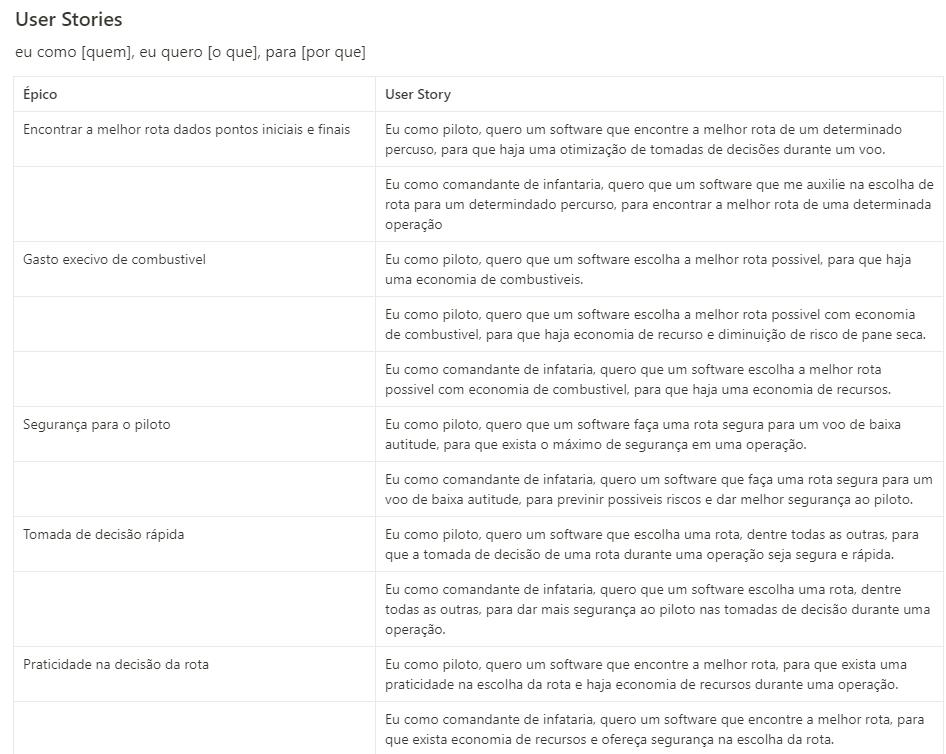 User Stories
eu como [quem], eu quero [o que], para [por que]
Épico
User Story
Encontrar a melhor rota dados pontos iniciais e finais
Eu como piloto, quero um software que encontre a melhor rota de um determinado
percuso, para que haja uma otimização de tomadas de decisões durante um voo.
Eu como comandante de infantaria, quero que um software que me auxilie na escolha de
rota para um determindado percurso, para encontrar a melhor rota de uma determinada
operação
Gasto execivo de combustivel
Eu como piloto, quero que um software escolha a melhor rota possivel, para que haja
uma economia de combustiveis.
Eu como piloto, quero que um software escolha a melhor rota possivel com economia
de combustivel, para que haja economia de recurso e diminuição de risco de pane seca.
Eu como comandante de infataria, quero que um software escolha a melhor rota
possivel com economia de combustivel, para que haja uma economia de recursos.
Segurança para o piloto
Eu como piloto, quero que um software faça uma rota segura para um voo de baixa
autitude, para que exista o máximo de segurança em uma operação.
Eu como comandante de infataria, quero um software que faça uma rota segura para um
voo de baixa autitude, para previnir possiveis riscos e dar melhor segurança ao piloto.
Tomada de decisão rápida
Eu como piloto, quero um software que escolha uma rota, dentre todas as outras, para
que a tomada de decisão de uma rota durante uma operação seja segura e rápida.
Eu como comandante de infataria, quero que um software escolha uma rota, dentre
todas as outras, para dar mais segurança ao piloto nas tomadas de decisão durante uma
operação.
Praticidade na decisão da rota
Eu como piloto, quero um software que encontre a melhor rota, para que exista uma
praticidade na escolha da rota e haja economia de recursos durante uma operação.
Eu como comandante de infataria, quero um software que encontre a melhor rota, para
que exista economia de recursos e ofereça segurança na escolha da rota.